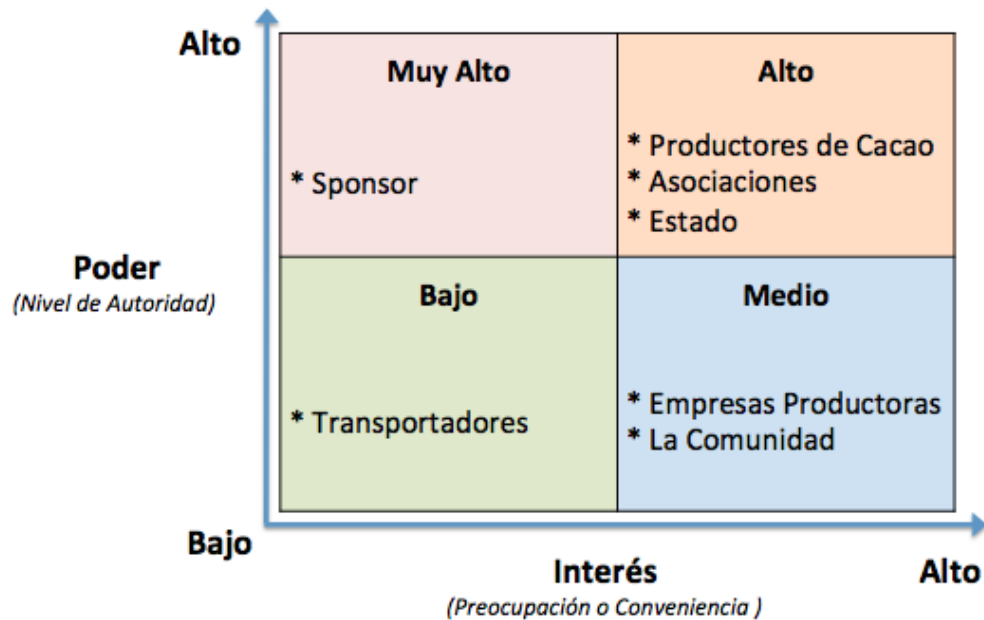 Alto
Muy Alto
* Sponsor
Alto
* Productores de Cacao
* Asociaciones
* Estado
Poder
(Nivel de Autoridad)
Bajo
* Transportadores
Medio
* Empresas Productoras
* La Comunidad
Bajo
Interés
(Preocupación o Conveniencia )
Alto